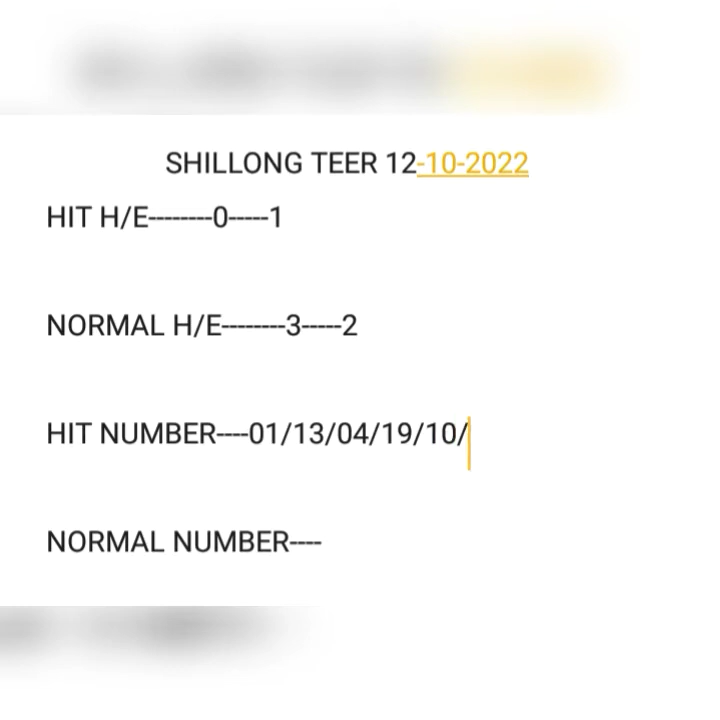 SHILLONG TEER 12-10-2022
HIT H/E--------0-----1
NORMAL H/E--------3-----2
HIT NUMBER----01/13/04/19/10/
NORMAL NUMBER----